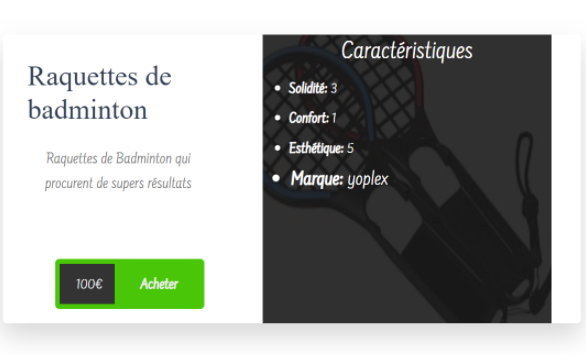 Raquettes de
badminton
Raquettes de Badminton qui
procurent de supers résultats
100€ Acheter
Caractéristiques
Solidité: 3
Confort: 1
Esthétique: 5
Marque: yoplex